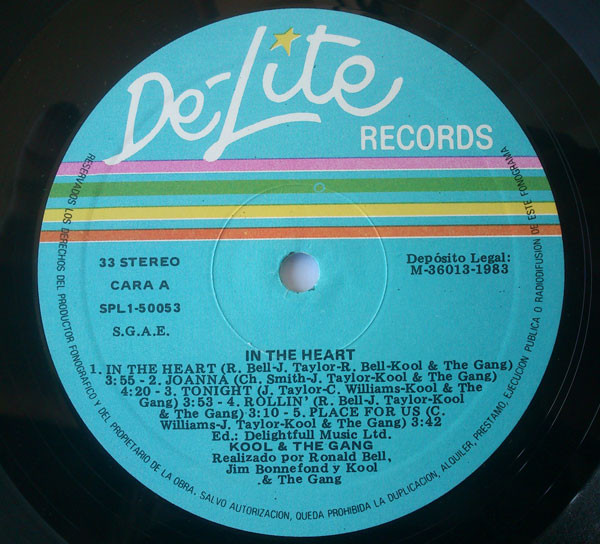 De-Lite
RECORDS
33 STEREO
CARA A
SPL1-50053
S.G.A.E.
Depósito Legal:
M-36013-1983
IN THE HEART
1. IN THE HEART (R. Bell-J. Taylor-R. Bell-Kool & The Gang)
3:55 - 2. JOANNA (Ch. Smith-J. Taylor-Kool & The Gang)
4:20 - 3. TONIGHT (J. Taylor-C. Williams-Kool & The
Gang) 3:53 - 4. ROLLIN' (R. Bell-J. Taylor-Kool
& The Gang) 3:10 - 5. PLACE FOR US (C.
Williams-J. Taylor-Kool & The Gang) 3:42
Ed.: Delightfull Music Ltd.
KOOL & THE GANG
Realizado por Ronald Bell,
Jim Bonnefond y Kool
& The Gang
RESERVADOS LOS DERECHOS DEL PRODUCTOR FONOGRAFICO Y DEL PROPIETARIO DE LA OBRA. SALVO AUTORIZACION, QUEDA PROHIBIDA LA DUPLICACION, ALQUILER, PRESTAMO, EJECUCION PUBLICA O RADIODIFUSION DE ESTE FONOGRAMA